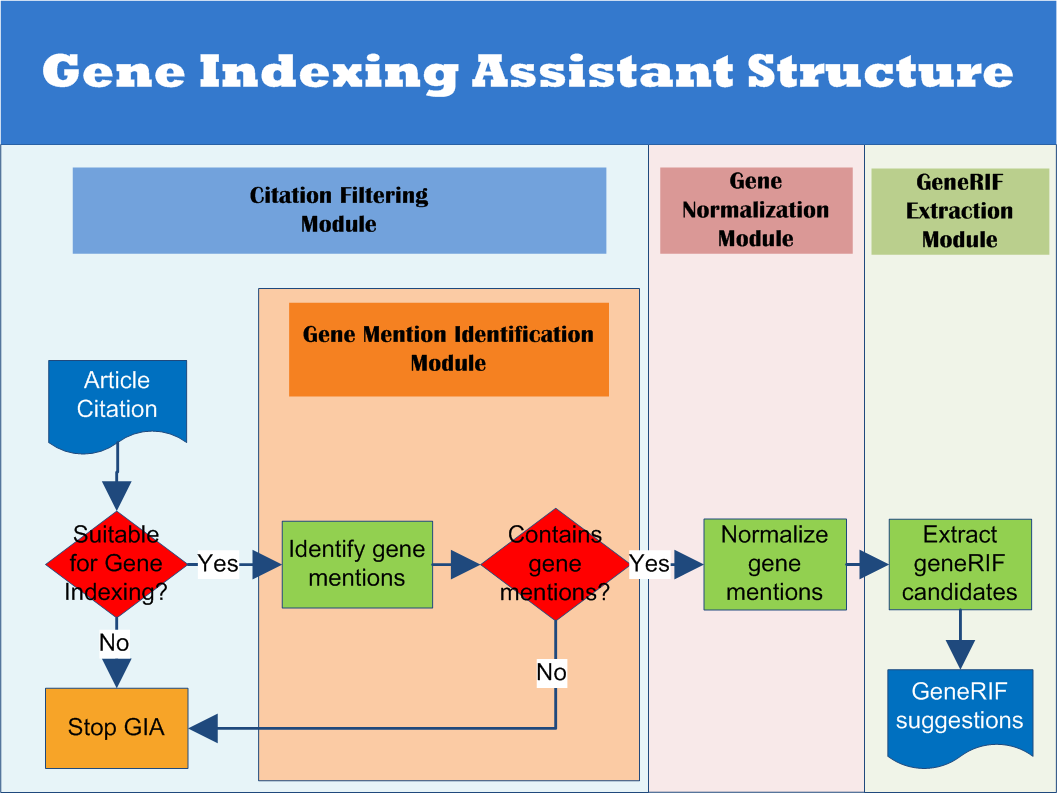 Gene Indexing Assistant Structure
Citation Filtering
Module
Gene
Normalization
Module
GeneRIF
Extraction
Module
Gene Mention Identification
Module
Article
Citation
Suitable
for Gene
Indexing?
Yes
Identify gene
mentions
Contains
gene
mentions?
Yes
Normalize
gene
mentions
Extract
geneRIF
candidates
No
No
Stop GIA
GeneRIF
suggestions